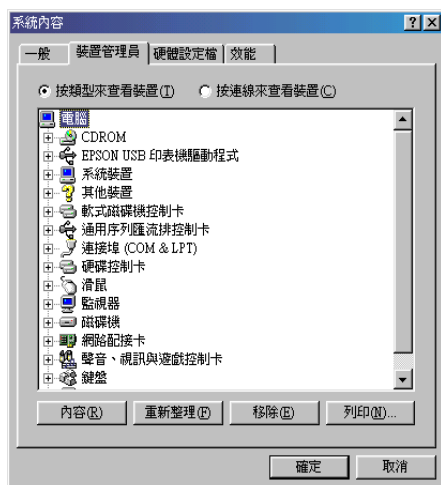 系統內容
一般 裝置管理員 硬體設定檔 效能
按類型來查看裝置(I) 按連線來查看裝置(C)
電腦
CDROM
EPSON USB 印表機驅動程式
系統裝置
其他裝置
軟式磁碟機控制卡
通用序列匯流排控制卡
連接埠 (COM & LPT)
硬碟控制卡
滑鼠
監視器
磁碟機
網路配接卡
聲音、視訊與遊戲控制卡
鍵盤
內容(R) 重新整理(F) 移除(E) 列印(N)...
確定 取消